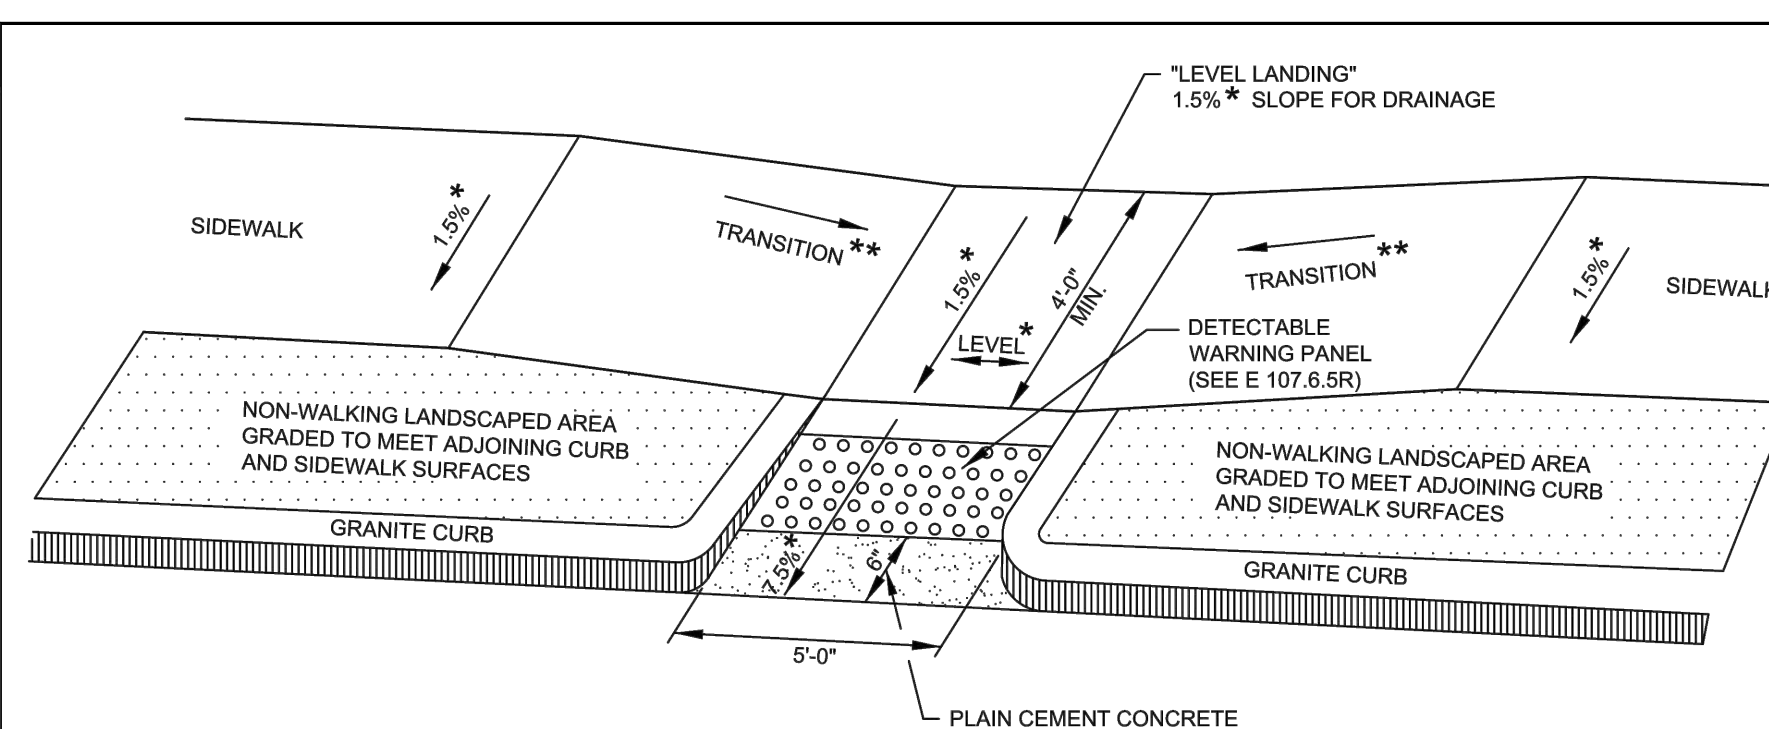 "LEVEL LANDING"
1.5%* SLOPE FOR DRAINAGE
SIDEWALK
1.5%*
TRANSITION**
1.5%*
4'-0"
MIN.
LEVEL*
TRANSITION**
1.5%*
SIDEWALK
DETECTABLE
WARNING PANEL
(SEE E 107.6.5R)
NON-WALKING LANDSCAPED AREA
GRADED TO MEET ADJOINING CURB
AND SIDEWALK SURFACES
NON-WALKING LANDSCAPED AREA
GRADED TO MEET ADJOINING CURB
AND SIDEWALK SURFACES
GRANITE CURB
7.5%*
6"
GRANITE CURB
5'-0"
PLAIN CEMENT CONCRETE